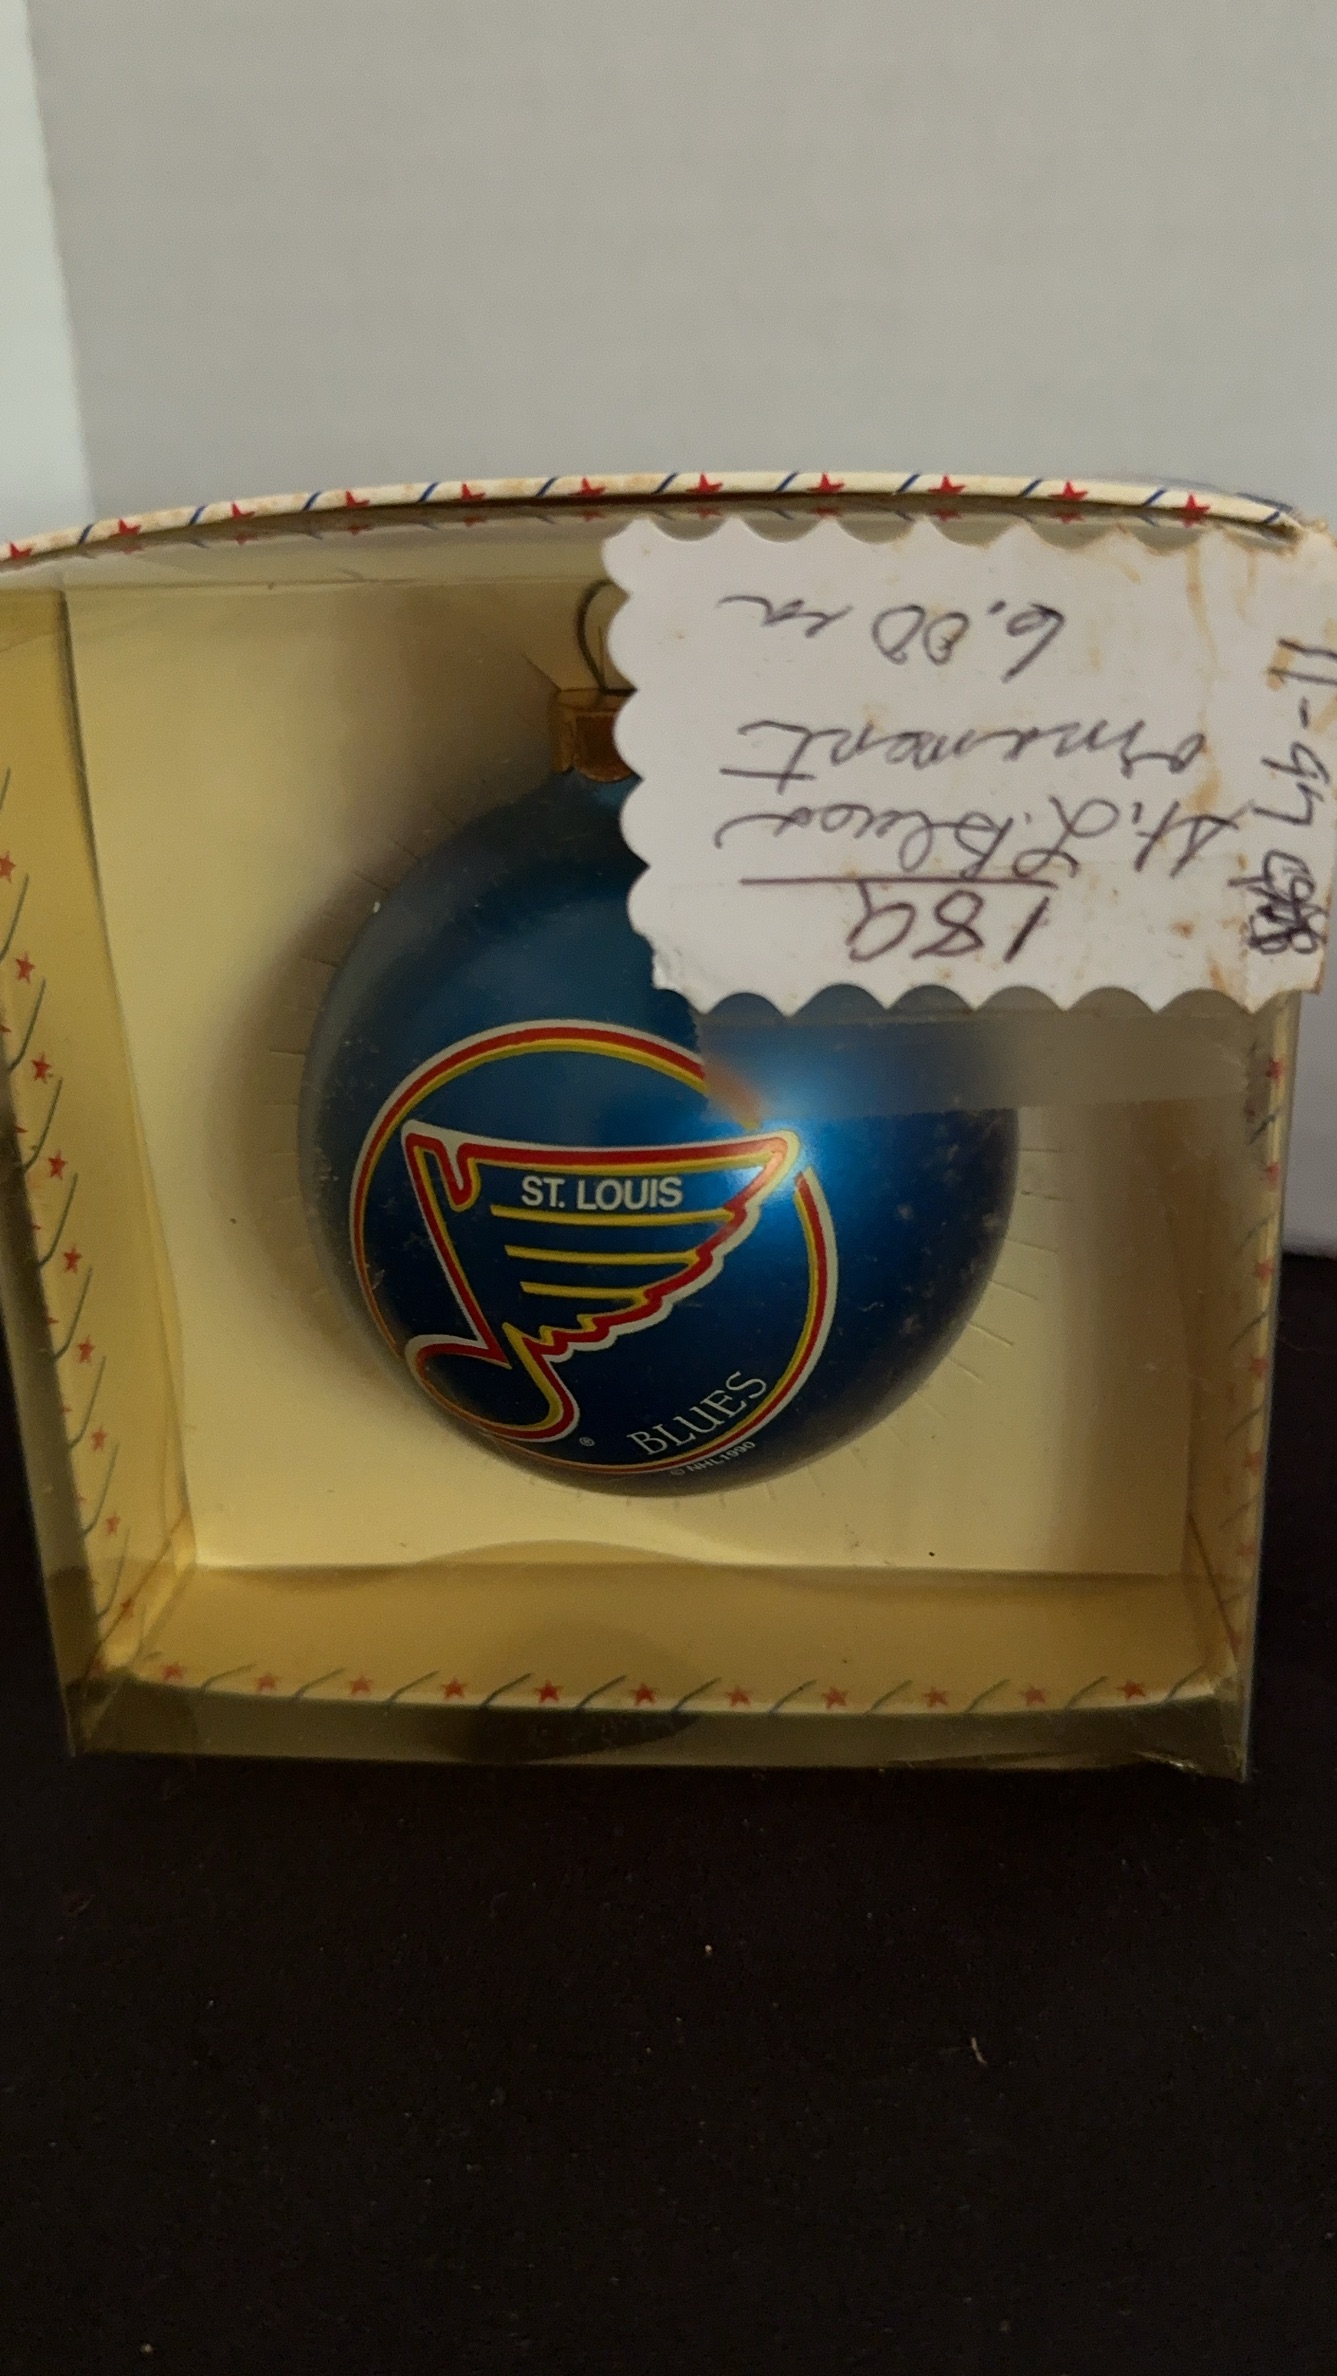 189
St. L. Blues
ornament
6.00 ea
11-97
ST. LOUIS
BLUES
®
© NHL 1990